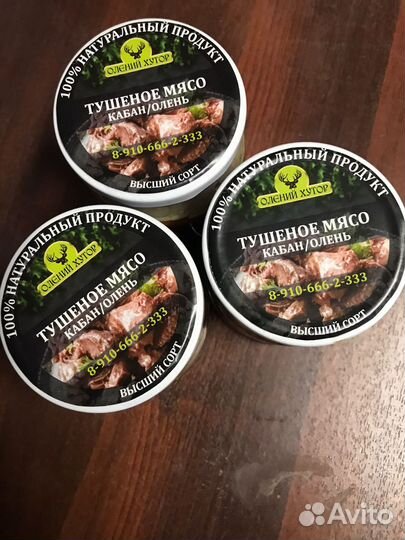 100% НАТУРАЛЬНЫЙ ПРОДУКТ
ОЛЕНИЙ ХУТОР
ТУШЕНОЕ МЯСО
КАБАН/ОЛЕНЬ
8-910-666-2-333
ВЫСШИЙ СОРТ
100% НАТУРАЛЬНЫЙ ПРОДУКТ
ОЛЕНИЙ ХУТОР
ТУШЕНОЕ МЯСО
КАБАН/ОЛЕНЬ
8-910-666-2-333
ВЫСШИЙ СОРТ
100% НАТУРАЛЬНЫЙ ПРОДУКТ
ОЛЕНИЙ ХУТОР
ТУШЕНОЕ МЯСО
КАБАН/ОЛЕНЬ
8-910-666-2-333
ВЫСШИЙ СОРТ
Avito